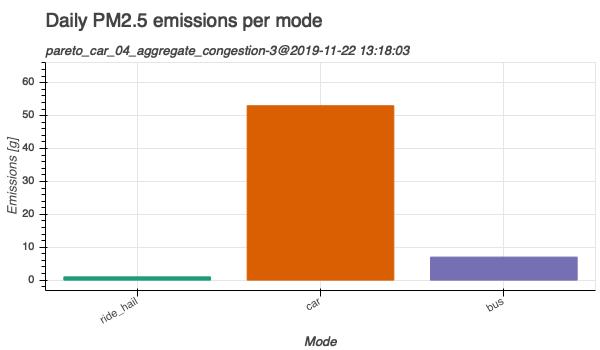 Daily PM2.5 emissions per mode
pareto_car_04_aggregate_congestion-3@2019-11-22 13:18:03
Emissions [g]
60
50
40
30
20
10
0
ride_hail
car
bus
Mode